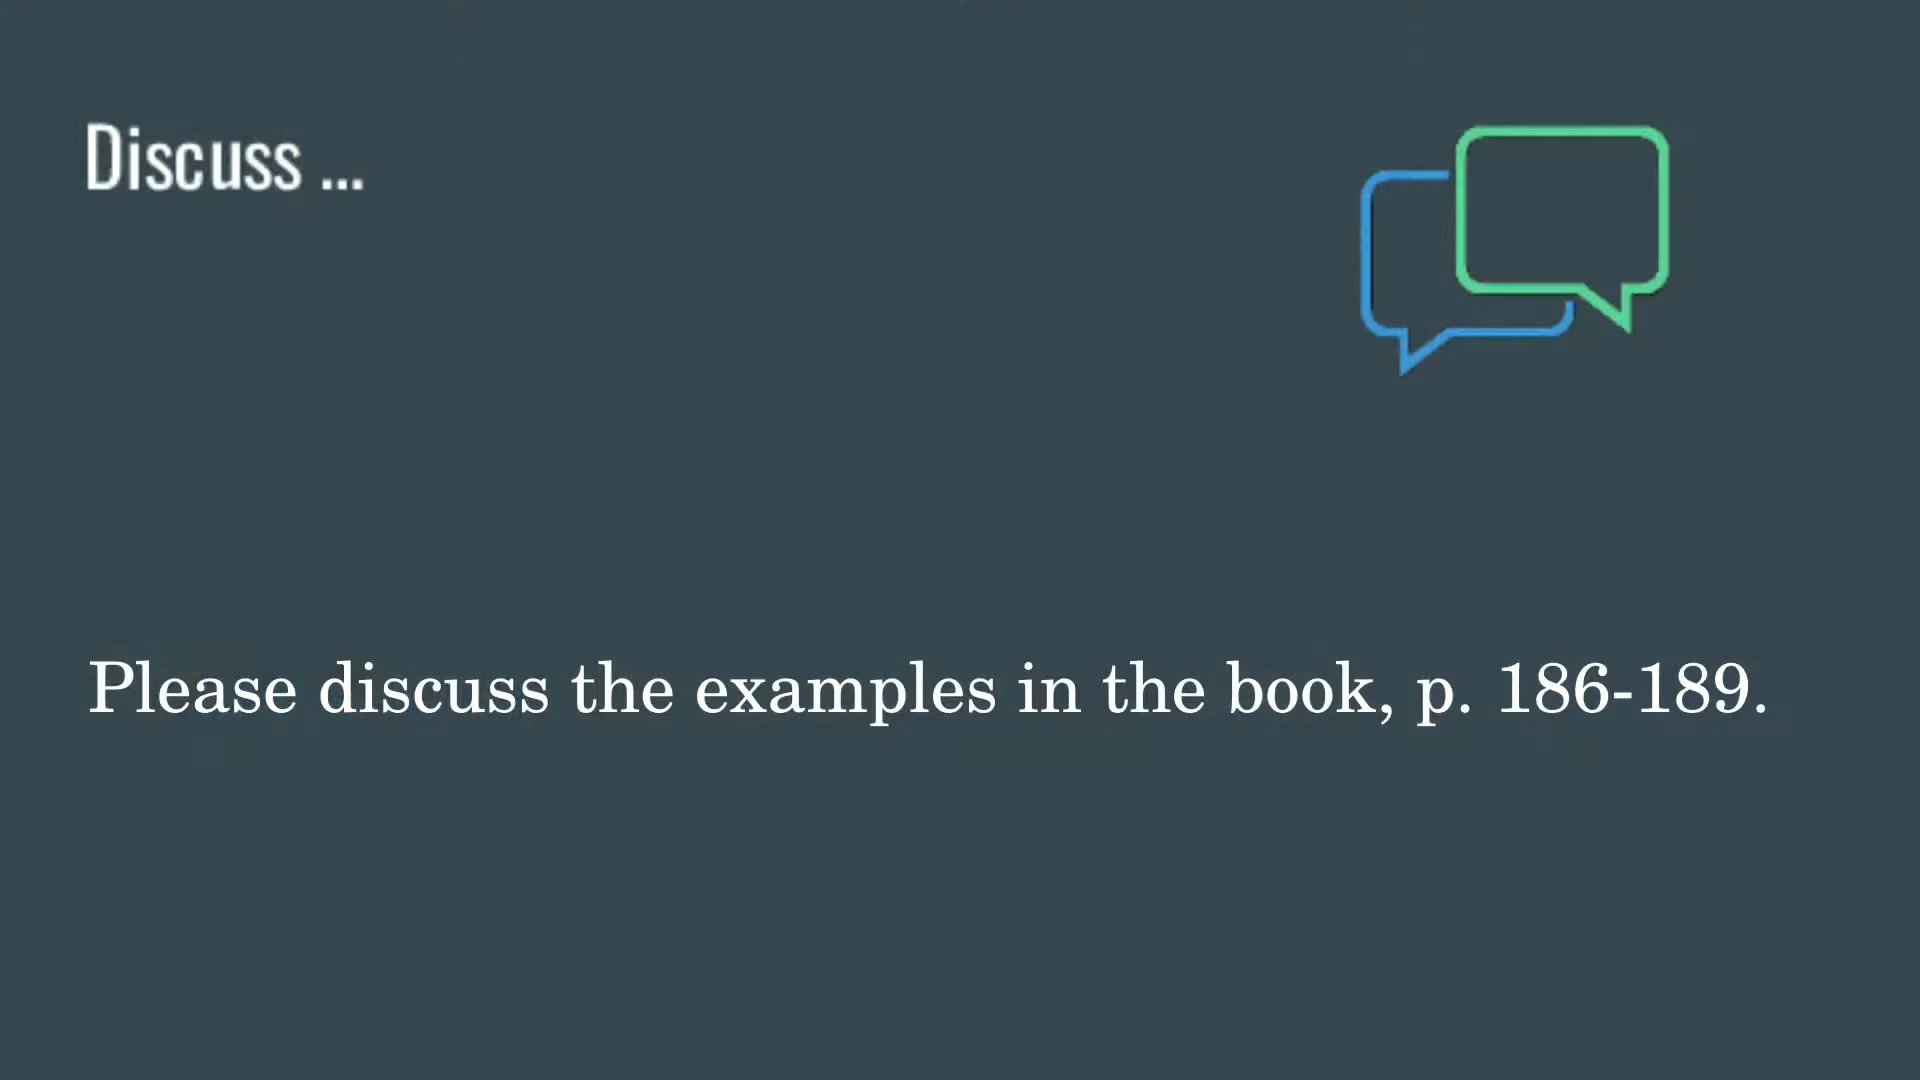 Discuss ...
Please discuss the examples in the book, p. 186-189.